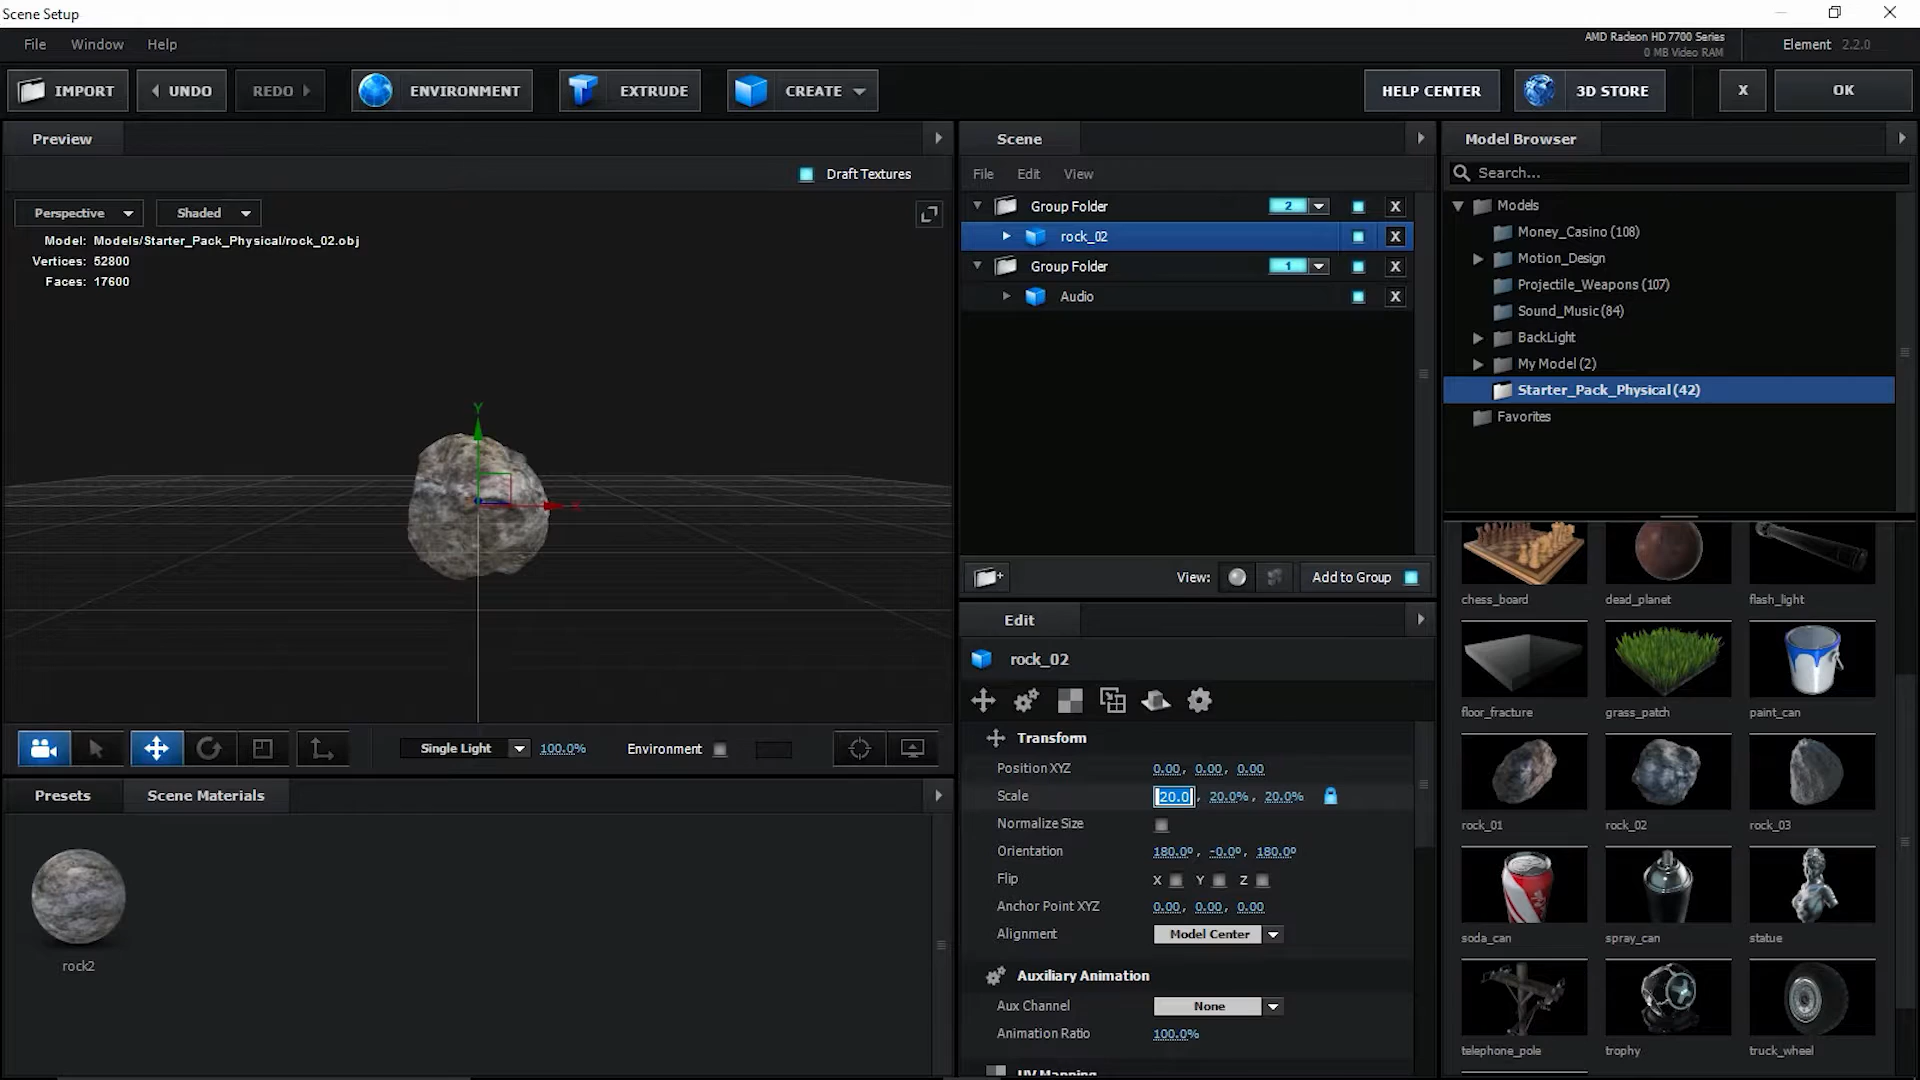 Scene Setup
File Window Help
AMD Radeon HD 7700 Series
0 MB Video RAM
Element 2.2.0
IMPORT UNDO REDO ENVIRONMENT EXTRUDE CREATE HELP CENTER 3D STORE X OK
Preview
Draft Textures
Perspective Shaded
Model: Models/Starter_Pack_Physical/rock_02.obj
Vertices: 52800
Faces: 17600
Y
X
Single Light 100.0% Environment
Presets Scene Materials
rock2
Scene
File Edit View
Group Folder 2 X
rock_02 X
Group Folder 1 X
Audio X
View: Add to Group
Edit
rock_02
Transform
Position XYZ 0.00, 0.00, 0.00
Scale 20.0, 20.0%, 20.0%
Normalize Size
Orientation 180.0°, -0.0°, 180.0°
Flip X Y Z
Anchor Point XYZ 0.00, 0.00, 0.00
Alignment Model Center
Auxiliary Animation
Aux Channel None
Animation Ratio 100.0%
UV Mapping
Model Browser
Search...
Models
Money_Casino (108)
Motion_Design
Projectile_Weapons (107)
Sound_Music (84)
BackLight
My Model (2)
Starter_Pack_Physical (42)
Favorites
chess_board dead_planet flash_light
floor_fracture grass_patch paint_can
rock_01 rock_02 rock_03
soda_can spray_can statue
telephone_pole trophy truck_wheel